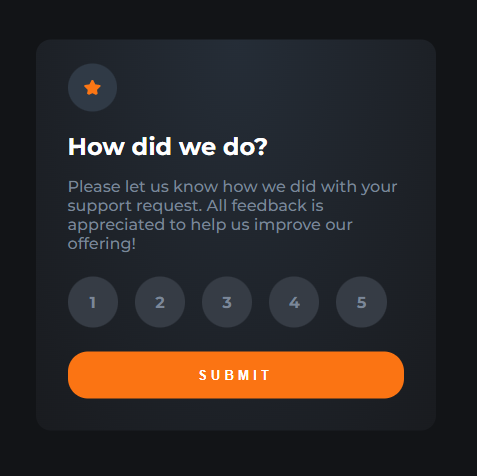 How did we do?
Please let us know how we did with your
support request. All feedback is
appreciated to help us improve our
offering!
1 2 3 4 5
SUBMIT